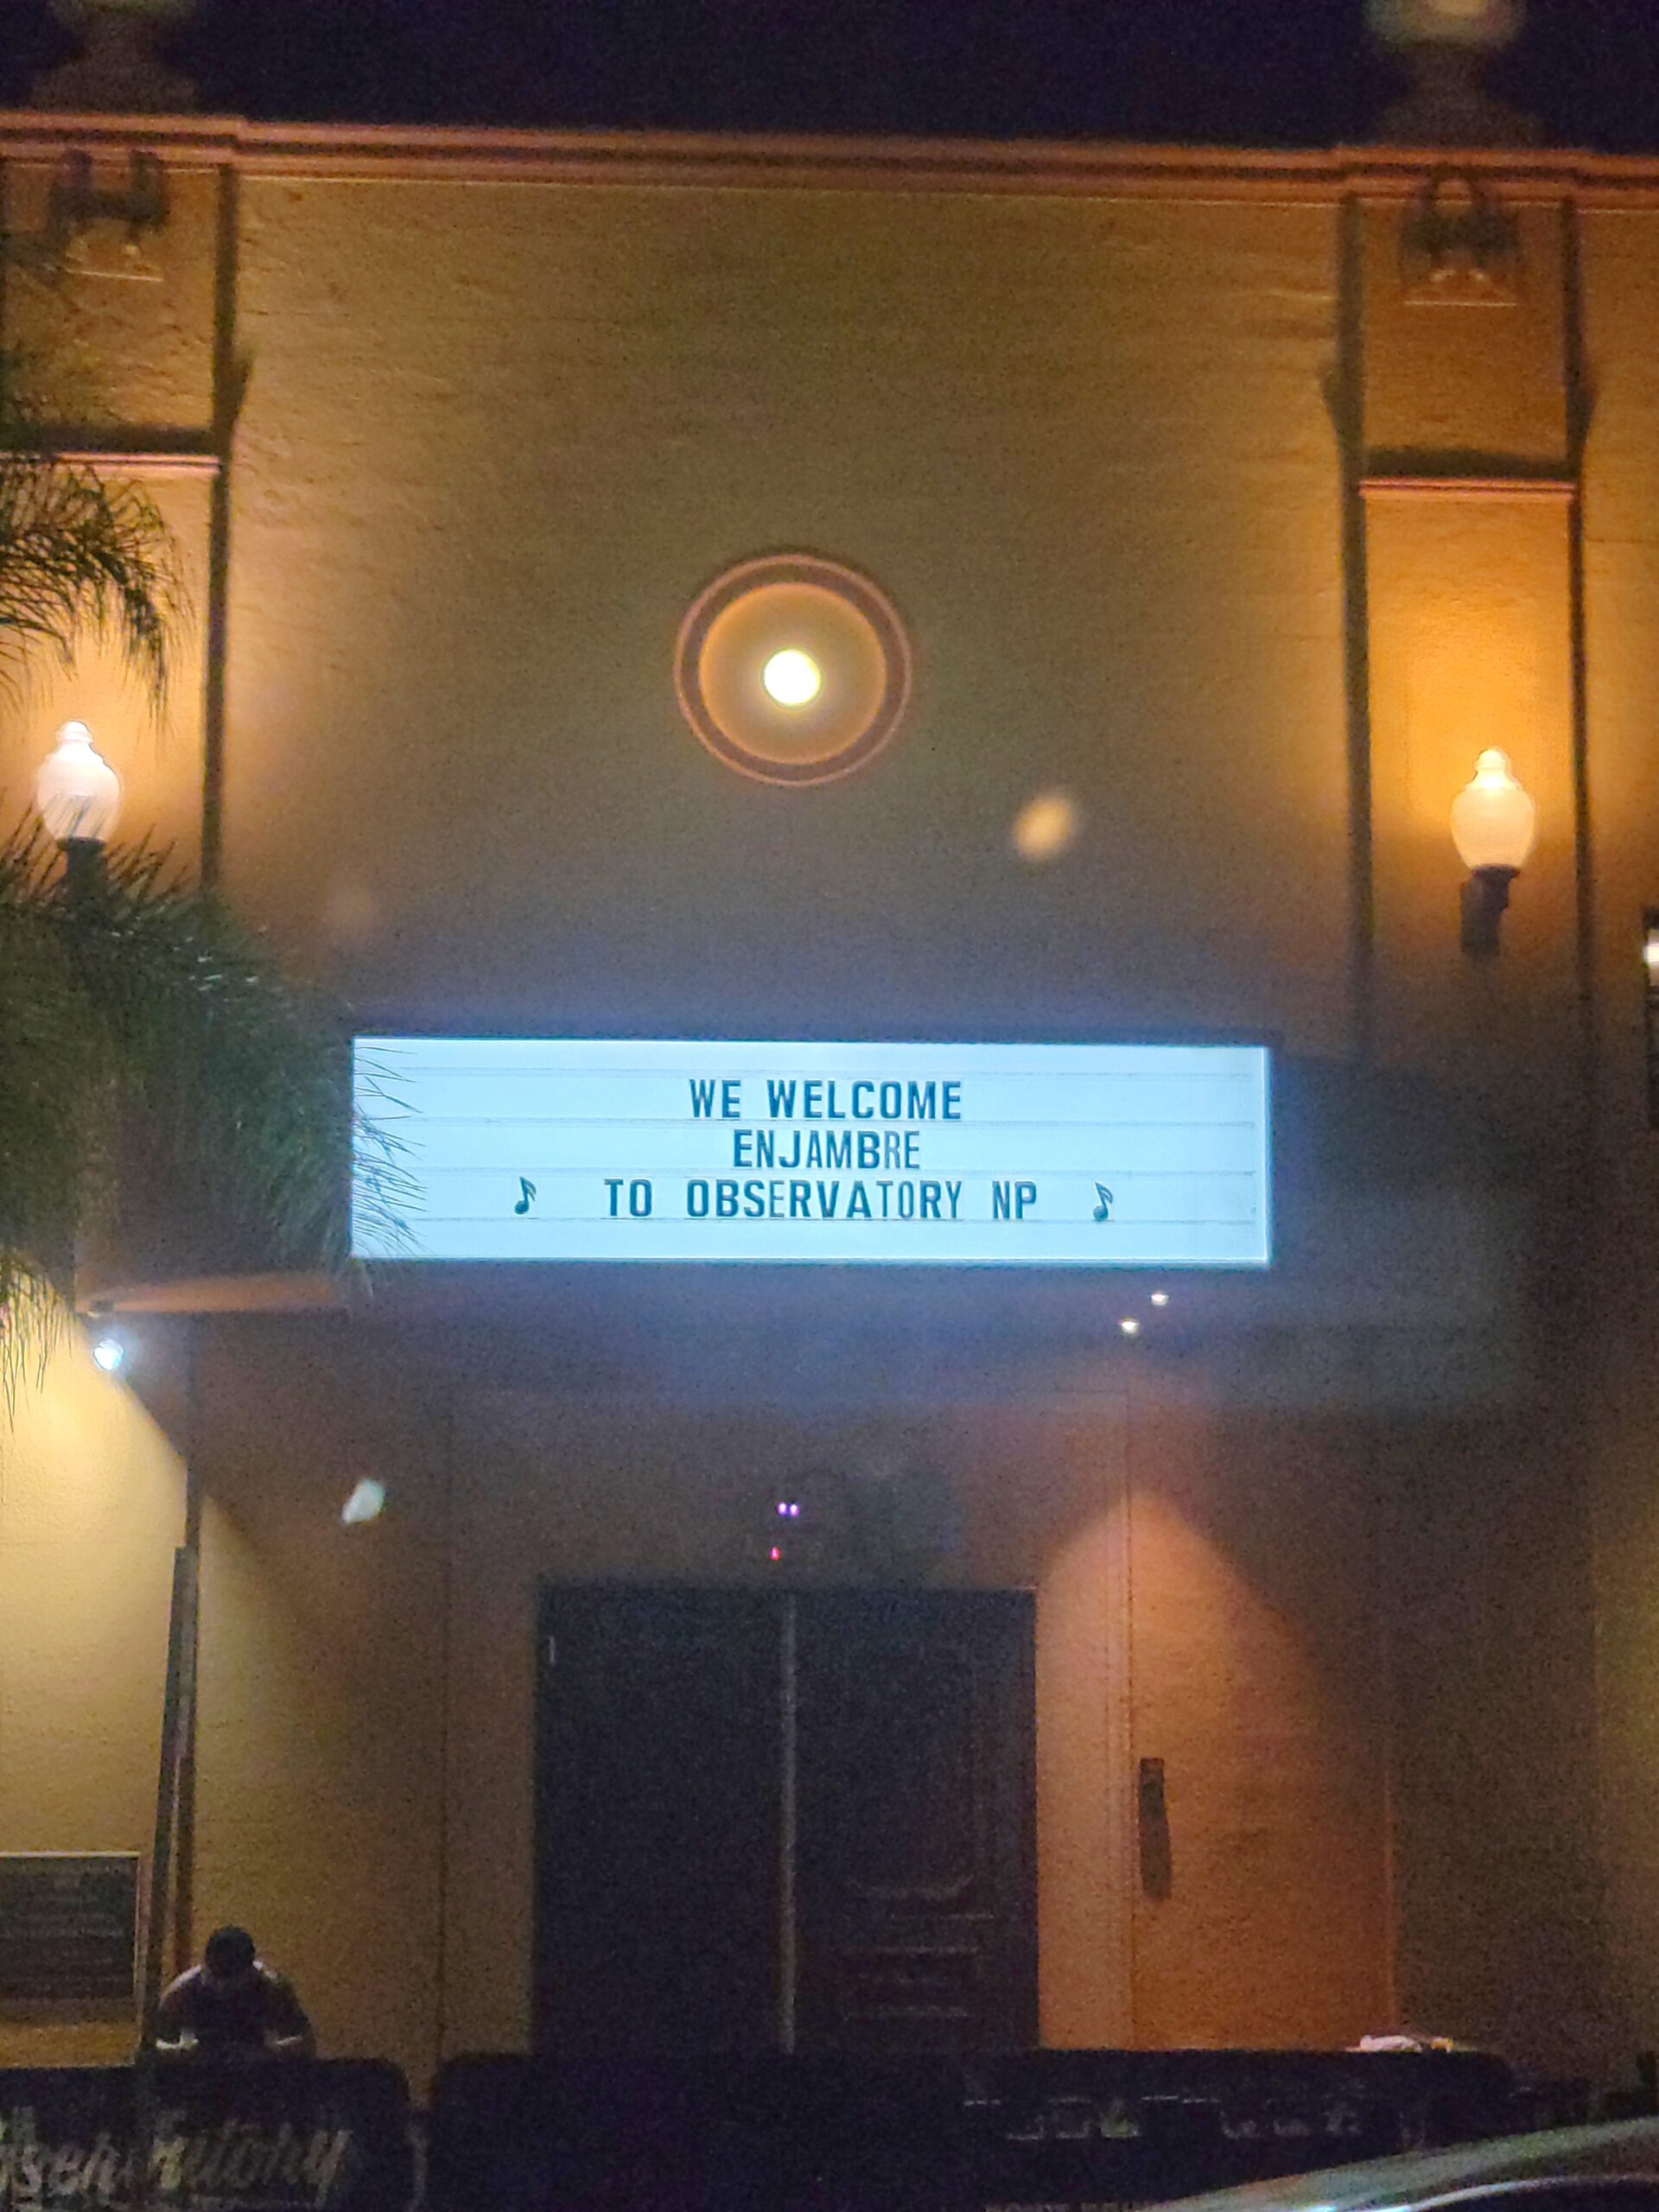 WE WELCOME
ENJAMBRE
♪ TO OBSERVATORY NP ♪